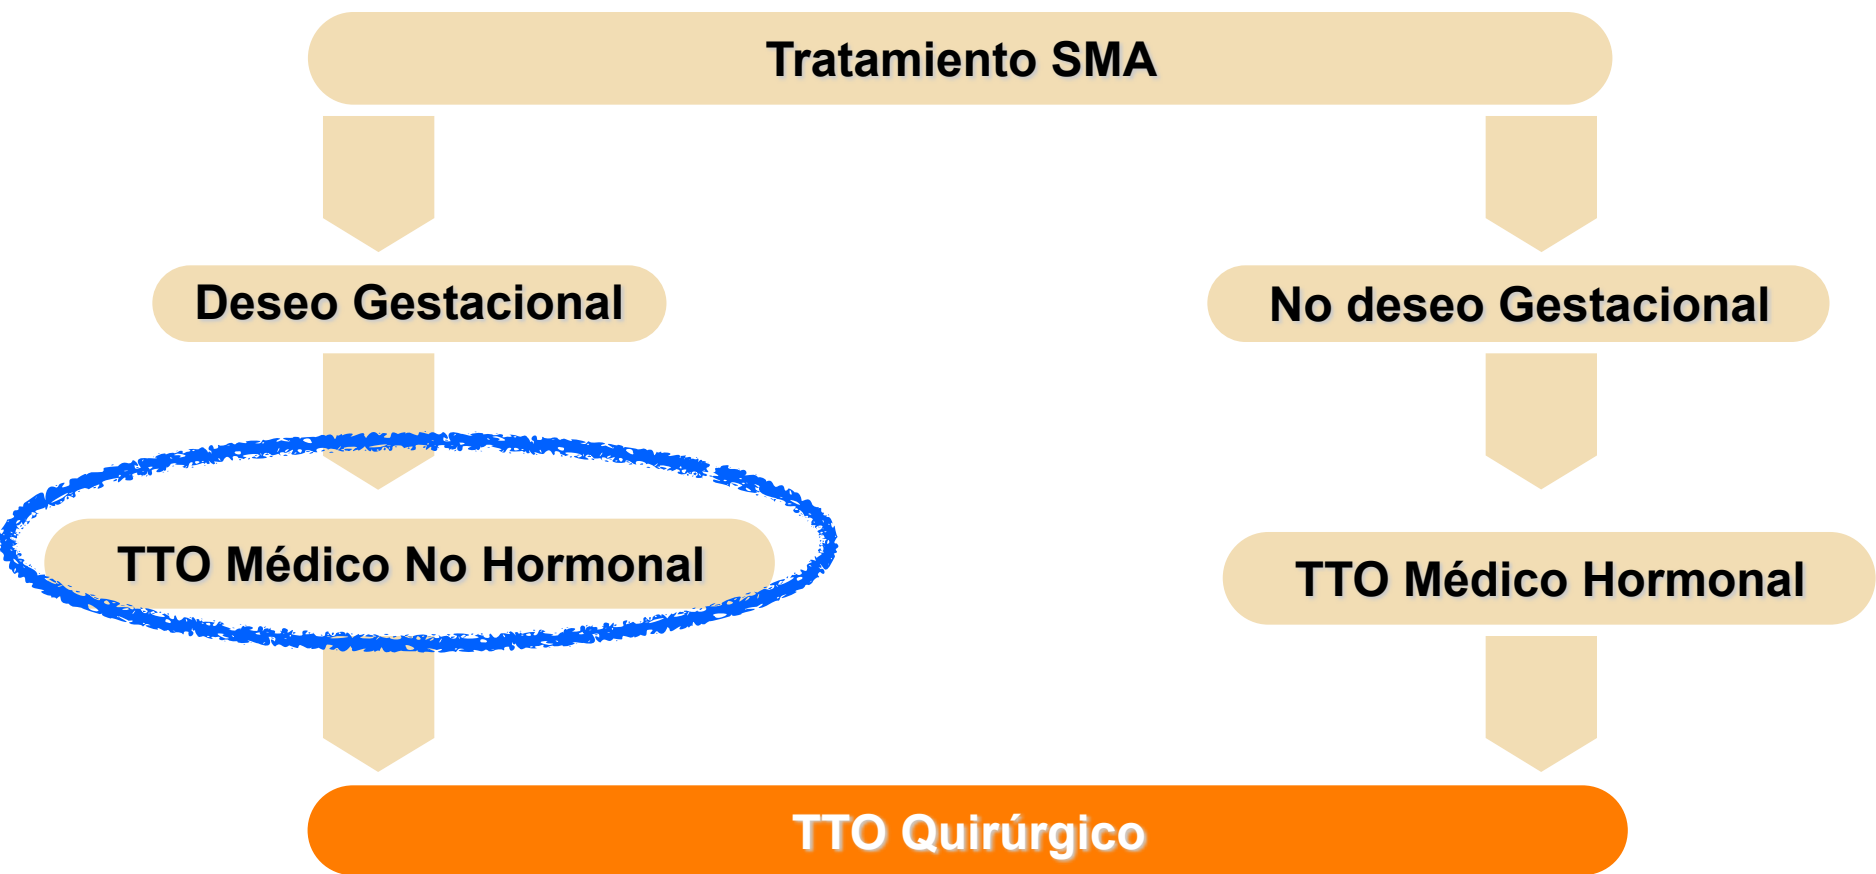 Tratamiento SMA
Deseo Gestacional
No deseo Gestacional
TTO Médico No Hormonal
TTO Médico Hormonal
TTO Quirúrgico